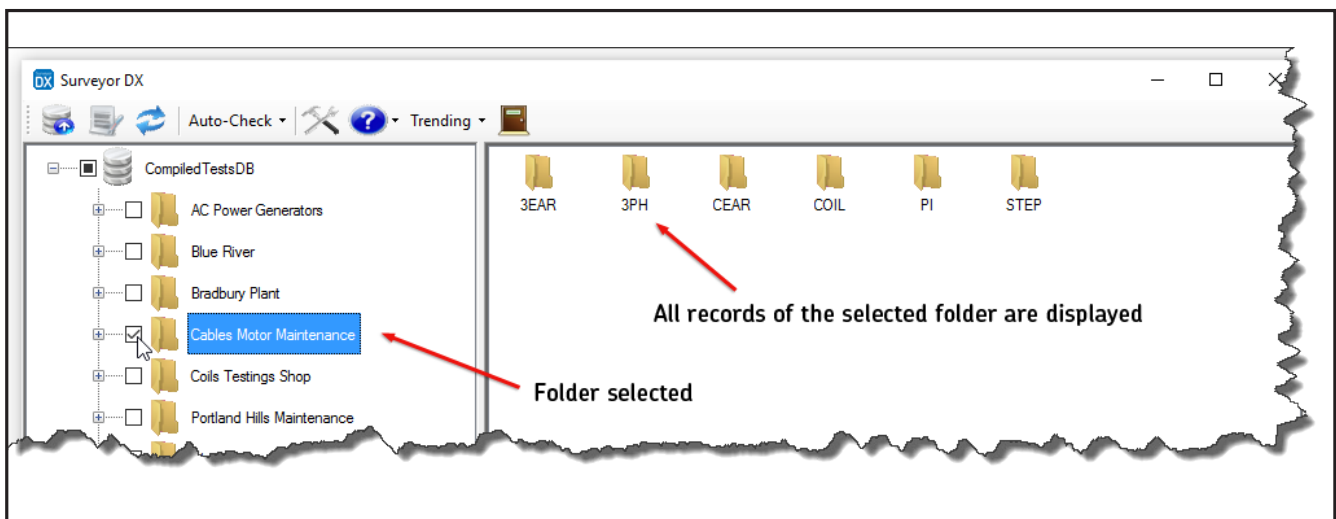 DX Surveyor DX
Auto-Check
? Trending
CompiledTestsDB
AC Power Generators
Blue River
Bradbury Plant
Cables Motor Maintenance
Coils Testings Shop
Portland Hills Maintenance
3EAR 3PH CEAR COIL PI STEP
All records of the selected folder are displayed
Folder selected